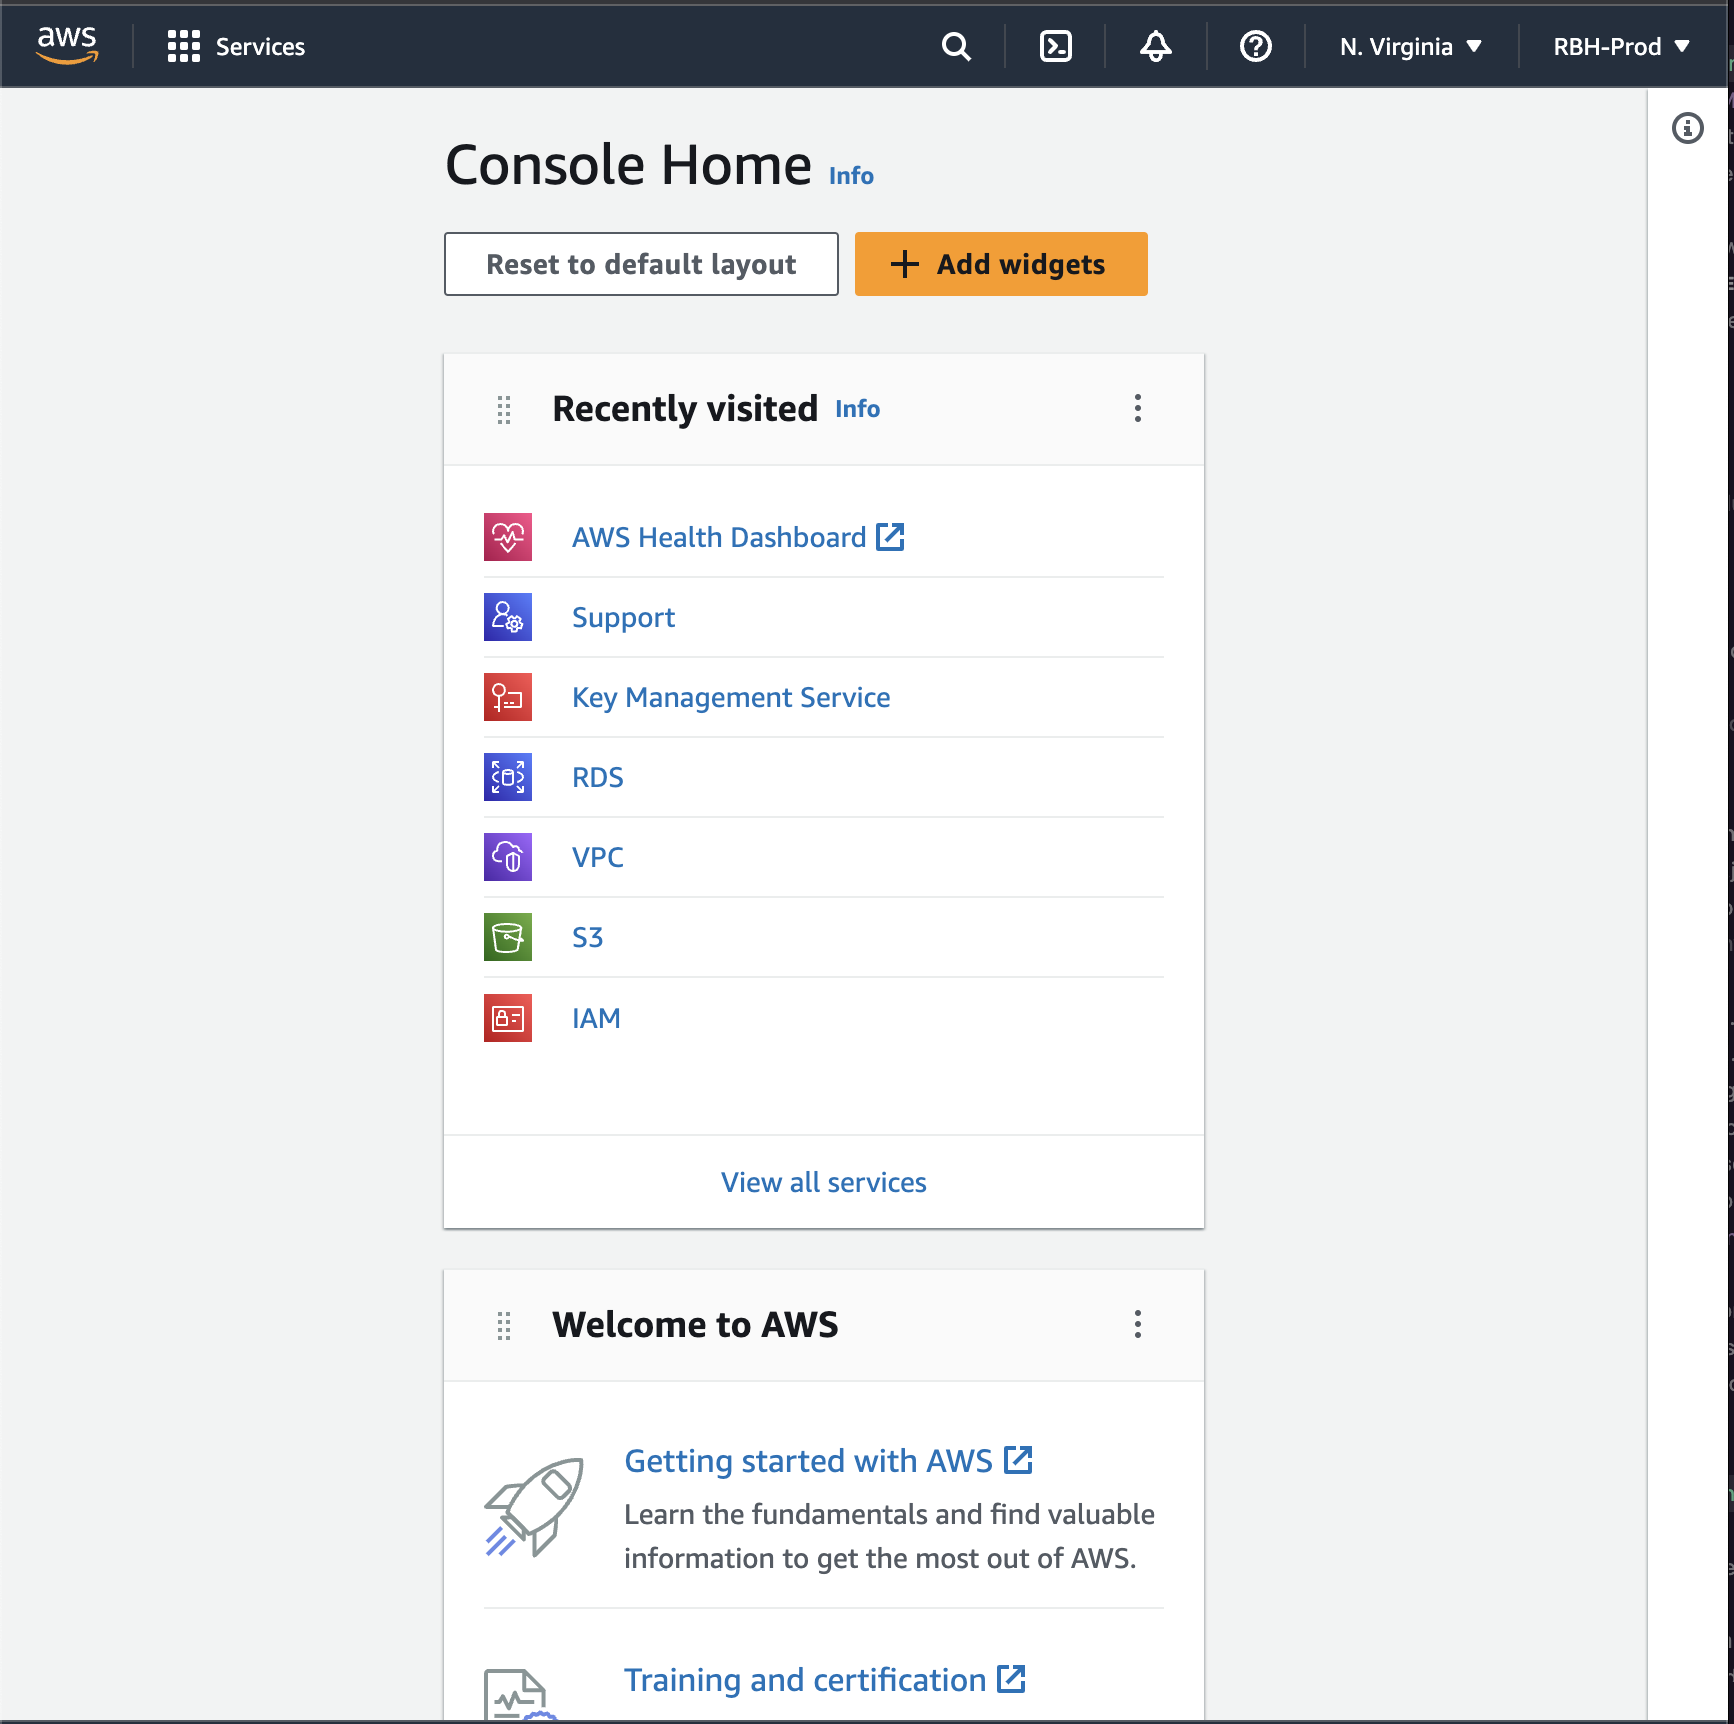 aws
Services
N. Virginia
RBH-Prod
Console Home Info
Reset to default layout
Add widgets
Recently visited Info
AWS Health Dashboard
Support
Key Management Service
RDS
VPC
S3
IAM
View all services
Welcome to AWS
Getting started with AWS
Learn the fundamentals and find valuable
information to get the most out of AWS.
Training and certification